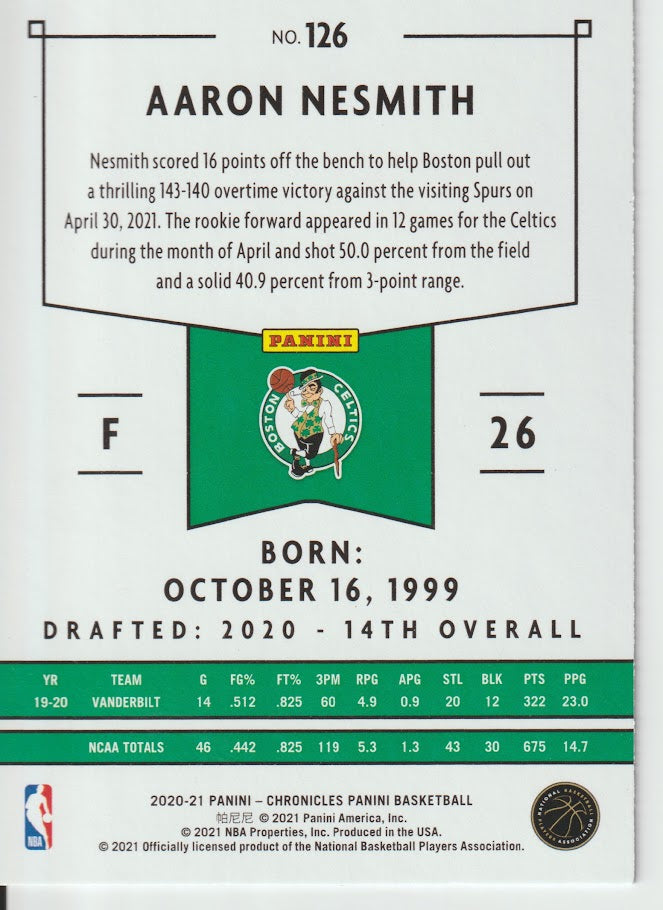 NO. 126
AARON NESMITH
Nesmith scored 16 points off the bench to help Boston pull out
a thrilling 143-140 overtime victory against the visiting Spurs on
April 30, 2021. The rookie forward appeared in 12 games for the Celtics
during the month of April and shot 50.0 percent from the field
and a solid 40.9 percent from 3-point range.
PANINI
BOSTON CELTICS
F
26
BORN:
OCTOBER 16, 1999
DRAFTED: 2020 - 14TH OVERALL
YR TEAM G FG% FT% 3PM RPG APG STL BLK PTS PPG
19-20 VANDERBILT 14 .512 .825 60 4.9 0.9 20 12 322 23.0
NCAA TOTALS 46 .442 .825 119 5.3 1.3 43 30 675 14.7
2020-21 PANINI – CHRONICLES PANINI BASKETBALL
帕尼尼 © 2021 Panini America, Inc.
© 2021 NBA Properties, Inc. Produced in the USA.
© 2021 Officially licensed product of the National Basketball Players Association.
NBA
NATIONAL BASKETBALL PLAYERS ASSOCIATION